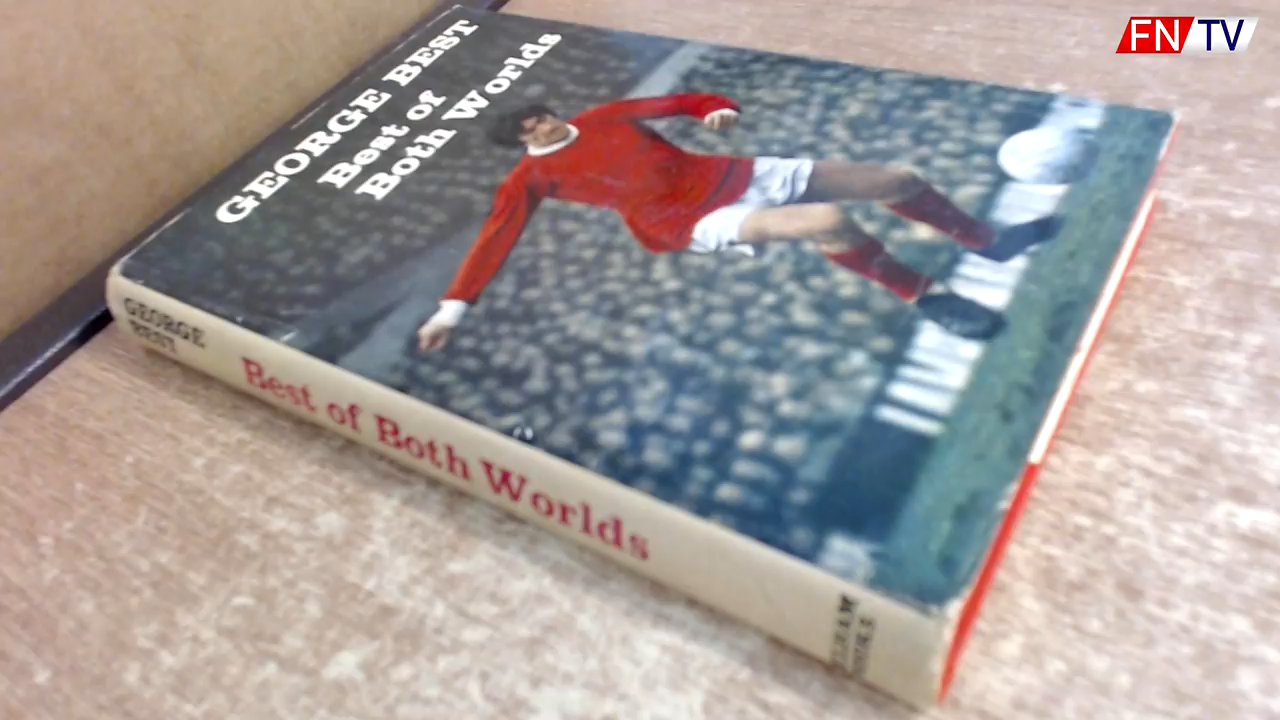 FN TV
GEORGE BEST
Best of
Both Worlds
GEORGE
BEST
Best of Both Worlds